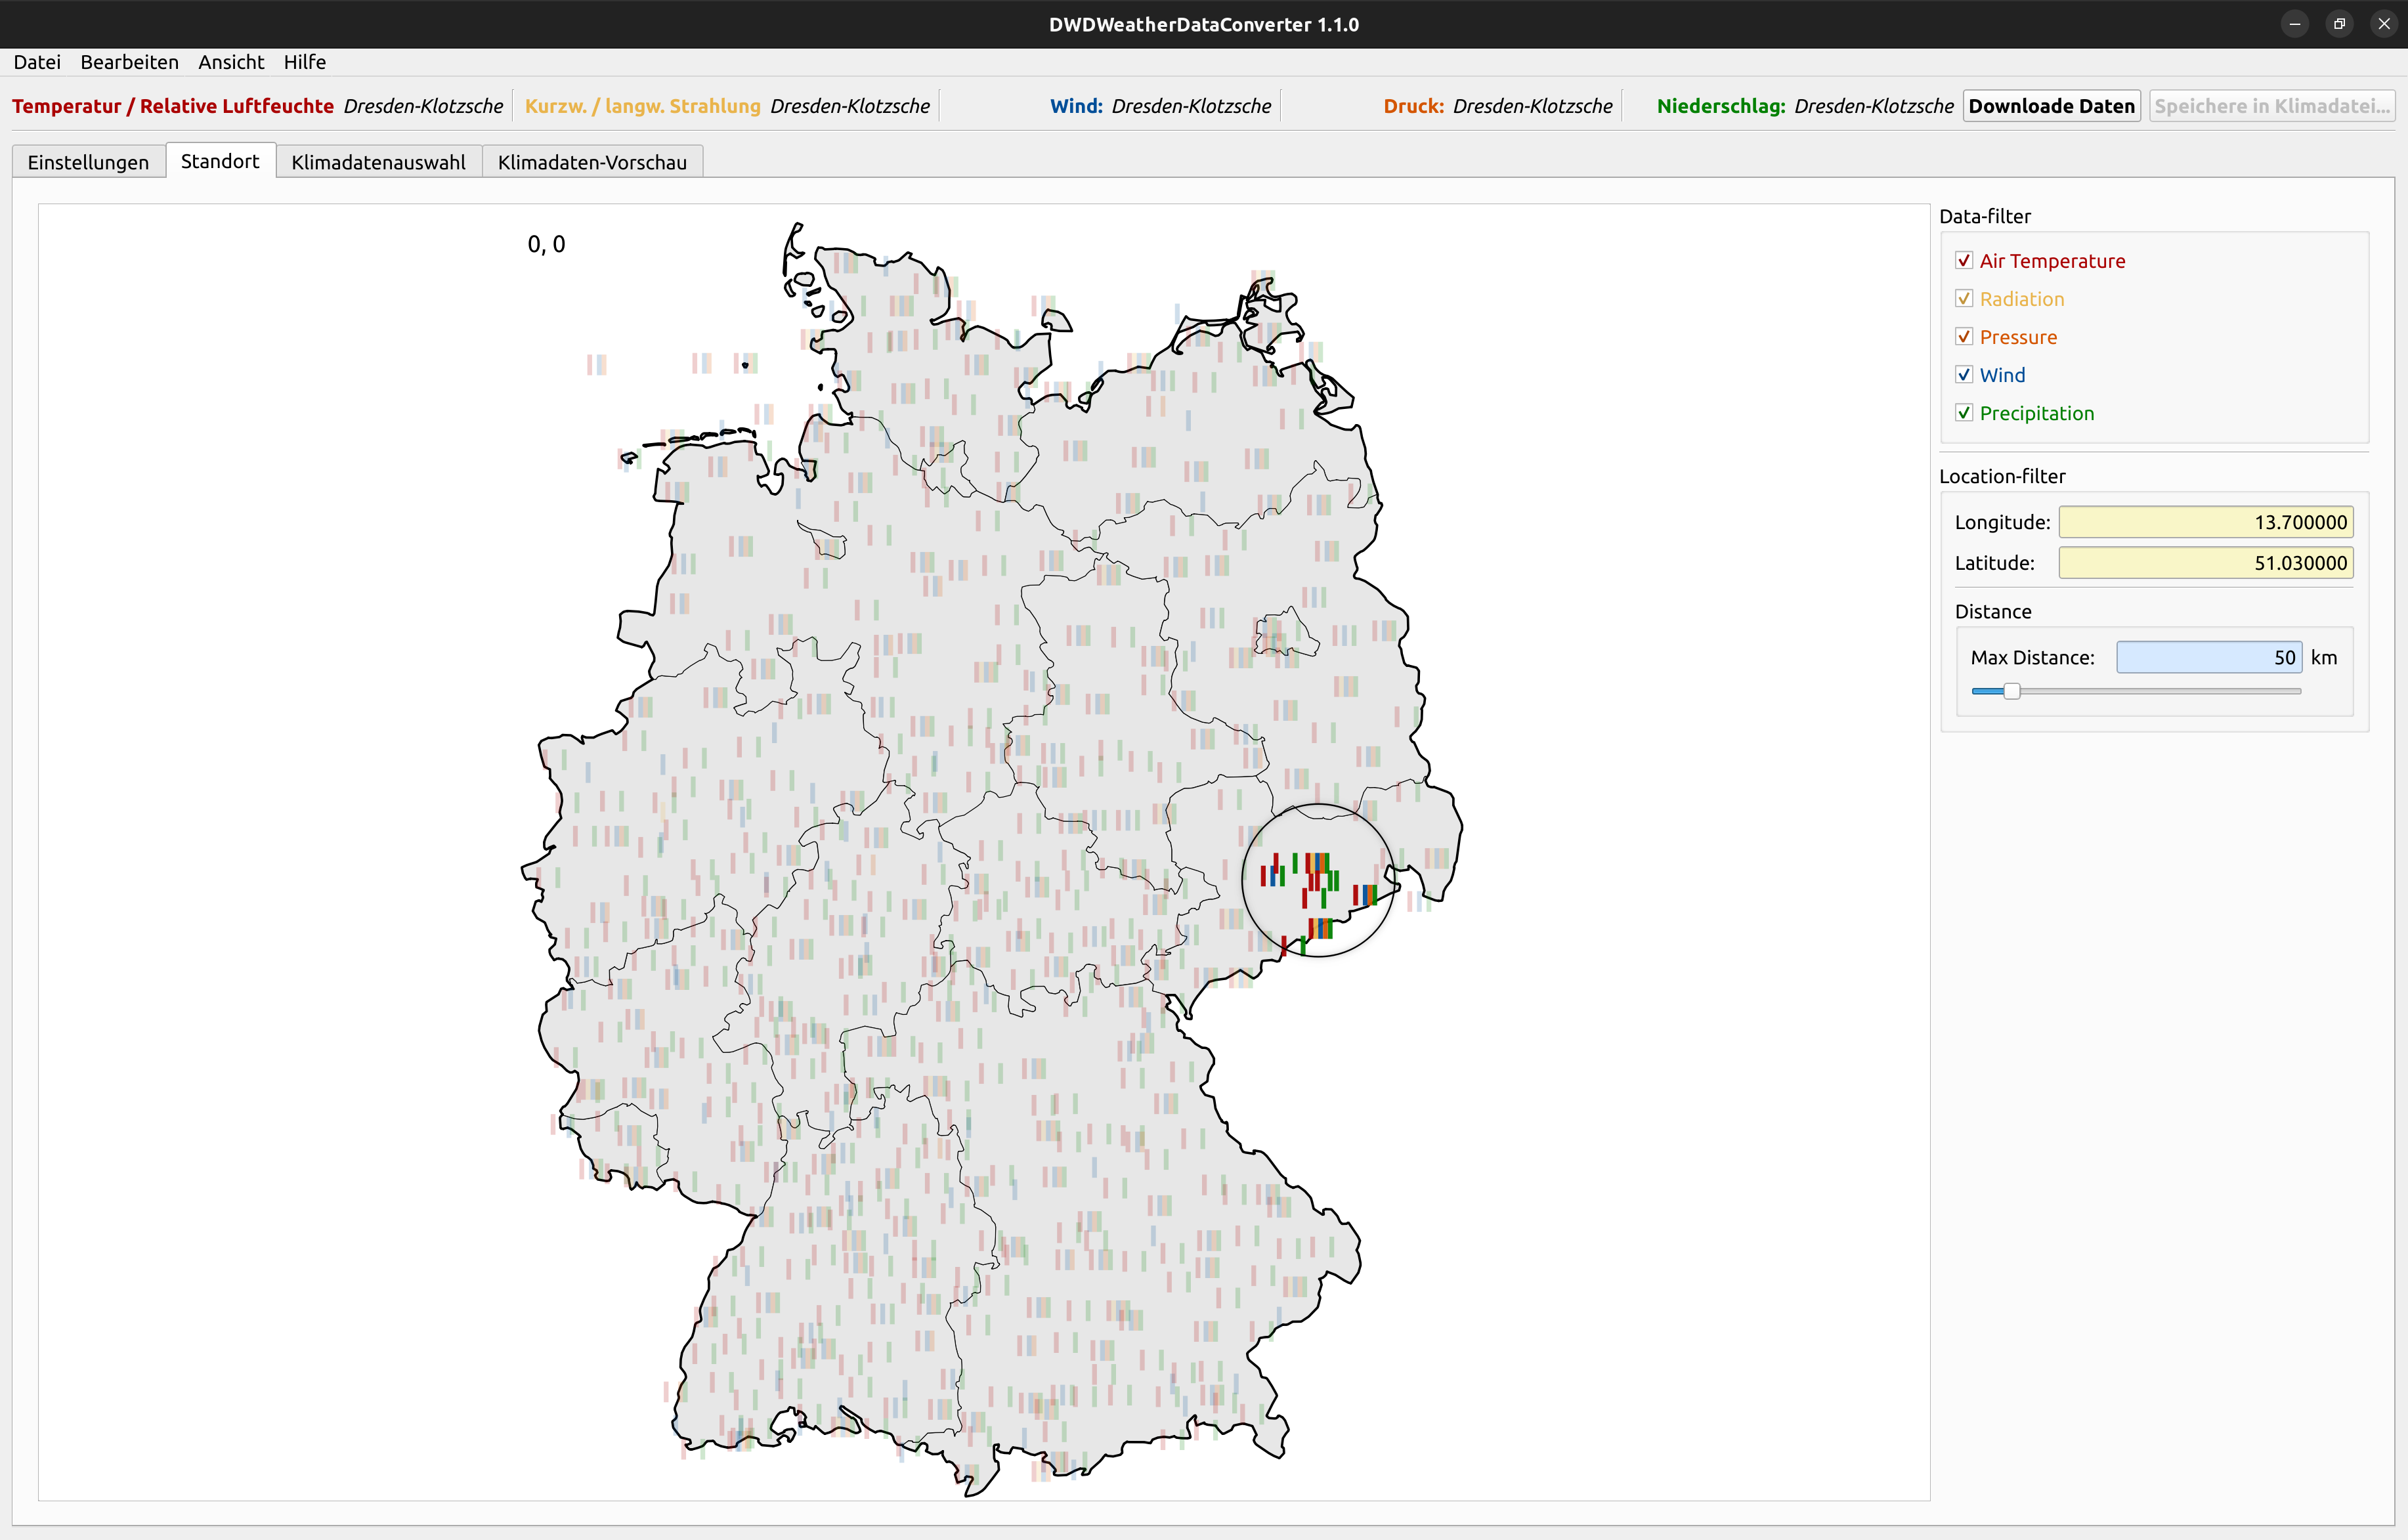 DWDWeatherDataConverter 1.1.0
Datei Bearbeiten Ansicht Hilfe
Temperatur / Relative Luftfeuchte Dresden-Klotzsche Kurzw. / langw. Strahlung Dresden-Klotzsche Wind: Dresden-Klotzsche Druck: Dresden-Klotzsche Niederschlag: Dresden-Klotzsche Downloade Daten Speichere in Klimadatei...
Einstellungen Standort Klimadatenauswahl Klimadaten-Vorschau
0, 0
Data-filter
Air Temperature
Radiation
Pressure
Wind
Precipitation
Location-filter
Longitude: 13.700000
Latitude: 51.030000
Distance
Max Distance: 50 km